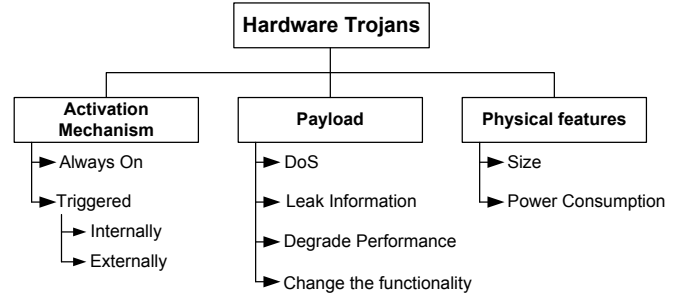 Hardware Trojans
Activation
Mechanism
Always On
Triggered
Internally
Externally
Payload
DoS
Leak Information
Degrade Performance
Change the functionality
Physical features
Size
Power Consumption